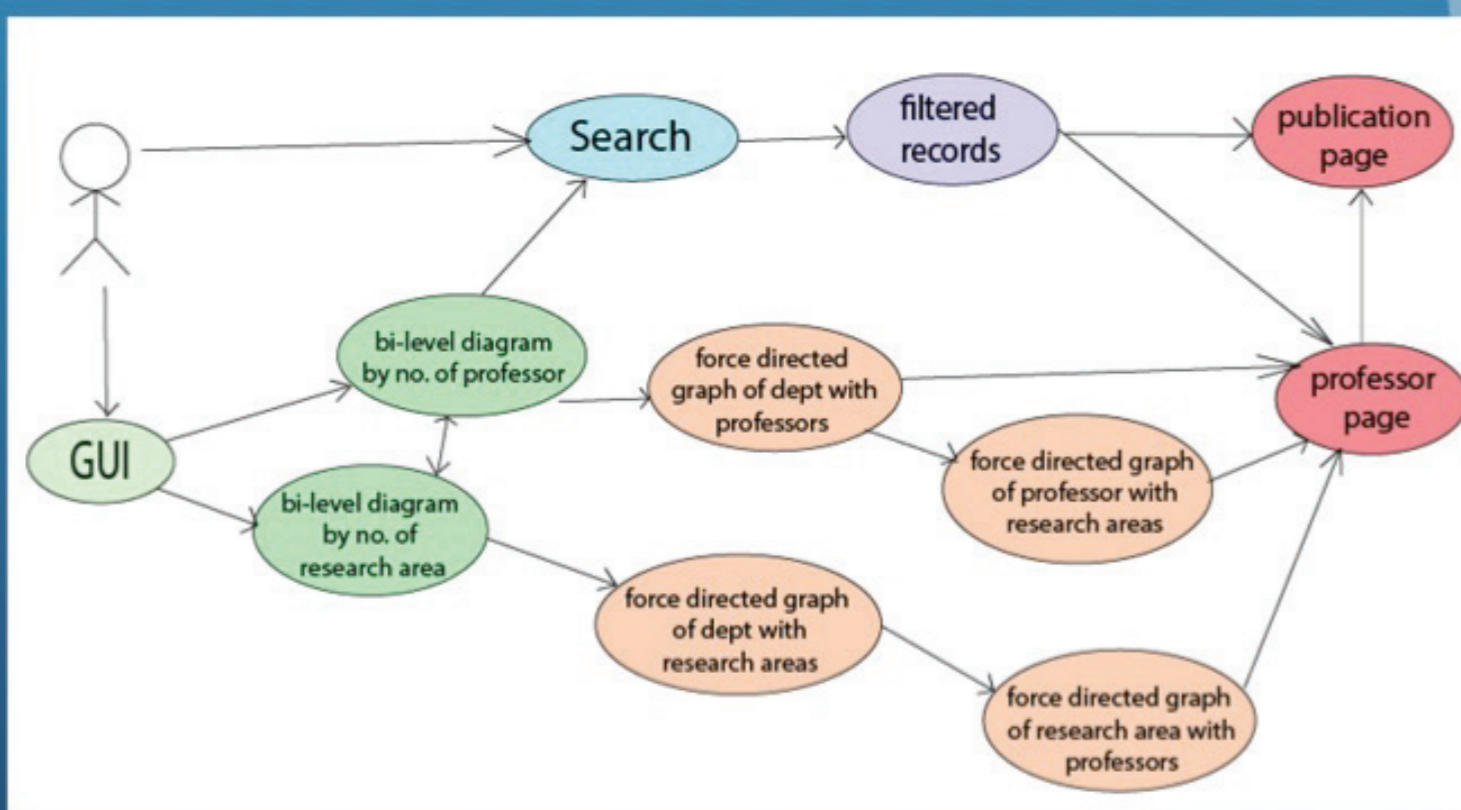 Search
filtered
records
publication
page
bi-level diagram
by no. of professor
force directed
graph of dept with
professors
professor
page
GUI
bi-level diagram
by no. of
research area
force directed graph
of professor with
research areas
force directed graph
of dept with
research areas
force directed graph
of research area with
professors